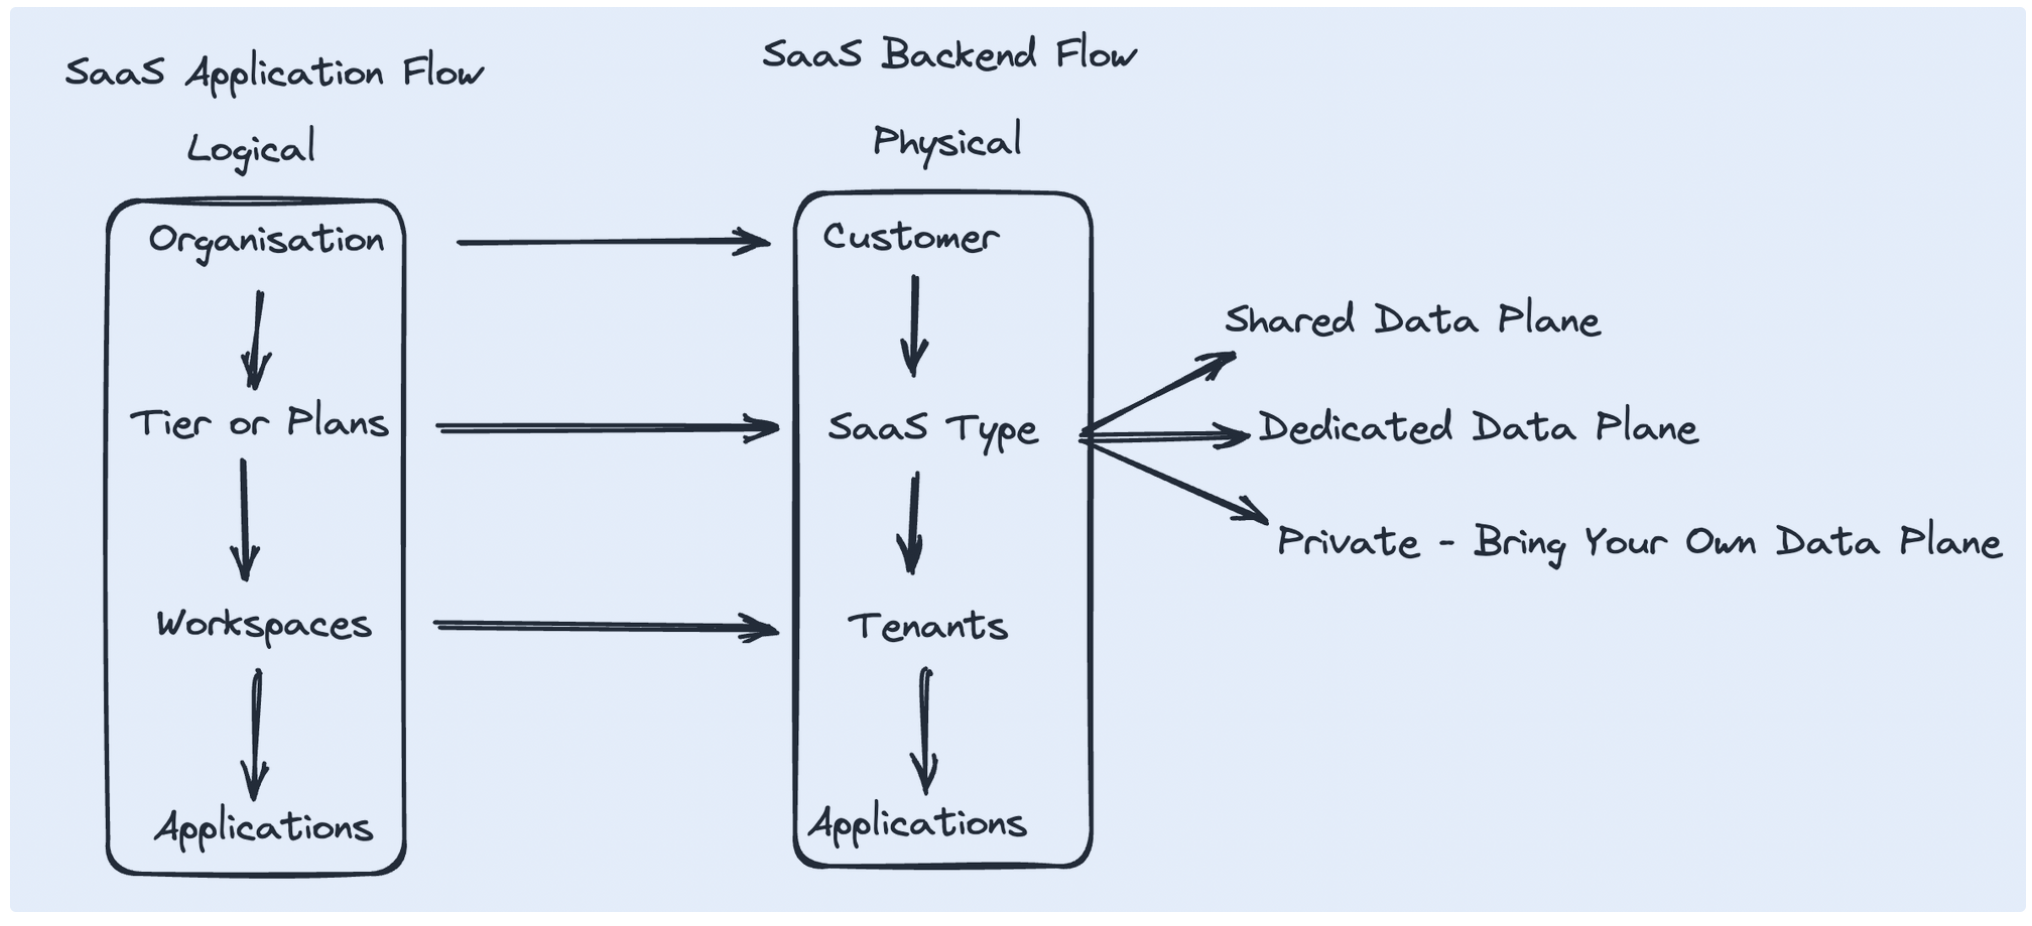 SaaS Application Flow
Logical
Organisation
Tier or Plans
Workspaces
Applications
SaaS Backend Flow
Physical
Customer
SaaS Type
Tenants
Applications
Shared Data Plane
Dedicated Data Plane
Private - Bring Your Own Data Plane